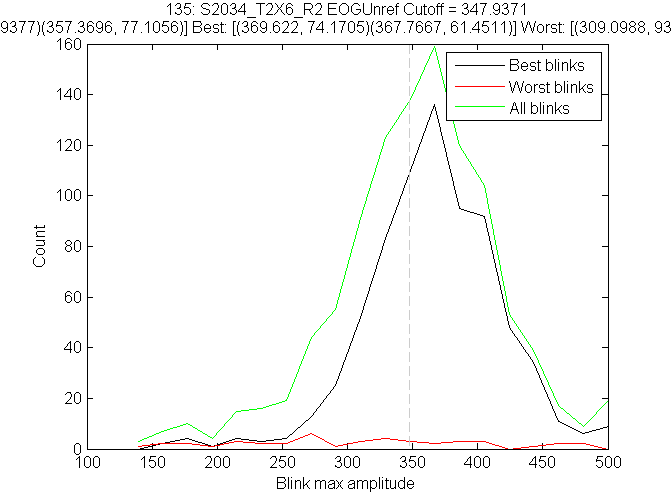 135: S2034_T2X6_R2 EOGUnref Cutoff = 347.9371
9377)(357.3696, 77.1056)] Best: [(369.622, 74.1705)(367.7667, 61.4511)] Worst: [(309.0988, 93
160
140
120
100
80
60
40
20
0
Count
Best blinks
Worst blinks
All blinks
100 150 200 250 300 350 400 450 500
Blink max amplitude